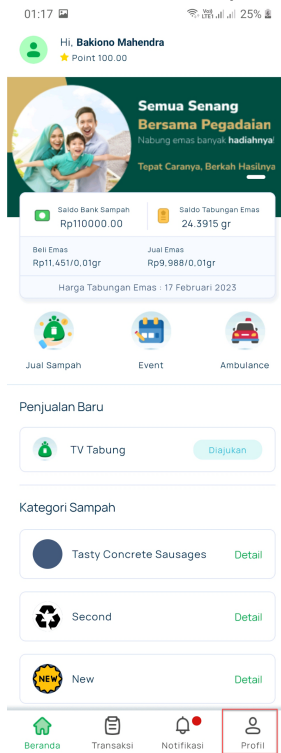 01:17
Vo))
LTE1
25%
Hi, Bakiono Mahendra
Point 100.00
Semua Senang
Bersama Pegadaian
Nabung emas banyak hadiahnya!
Tepat Caranya, Berkah Hasilnya
Saldo Bank Sampah
Rp110000.00
Saldo Tabungan Emas
24.3915 gr
Beli Emas
Rp11,451/0,01gr
Jual Emas
Rp9,988/0,01gr
Harga Tabungan Emas : 17 Februari 2023
Jual Sampah
Event
Ambulance
Penjualan Baru
TV Tabung
Diajukan
Kategori Sampah
Tasty Concrete Sausages
Detail
Second
Detail
NEW
New
Detail
Beranda
Transaksi
Notifikasi
Profil